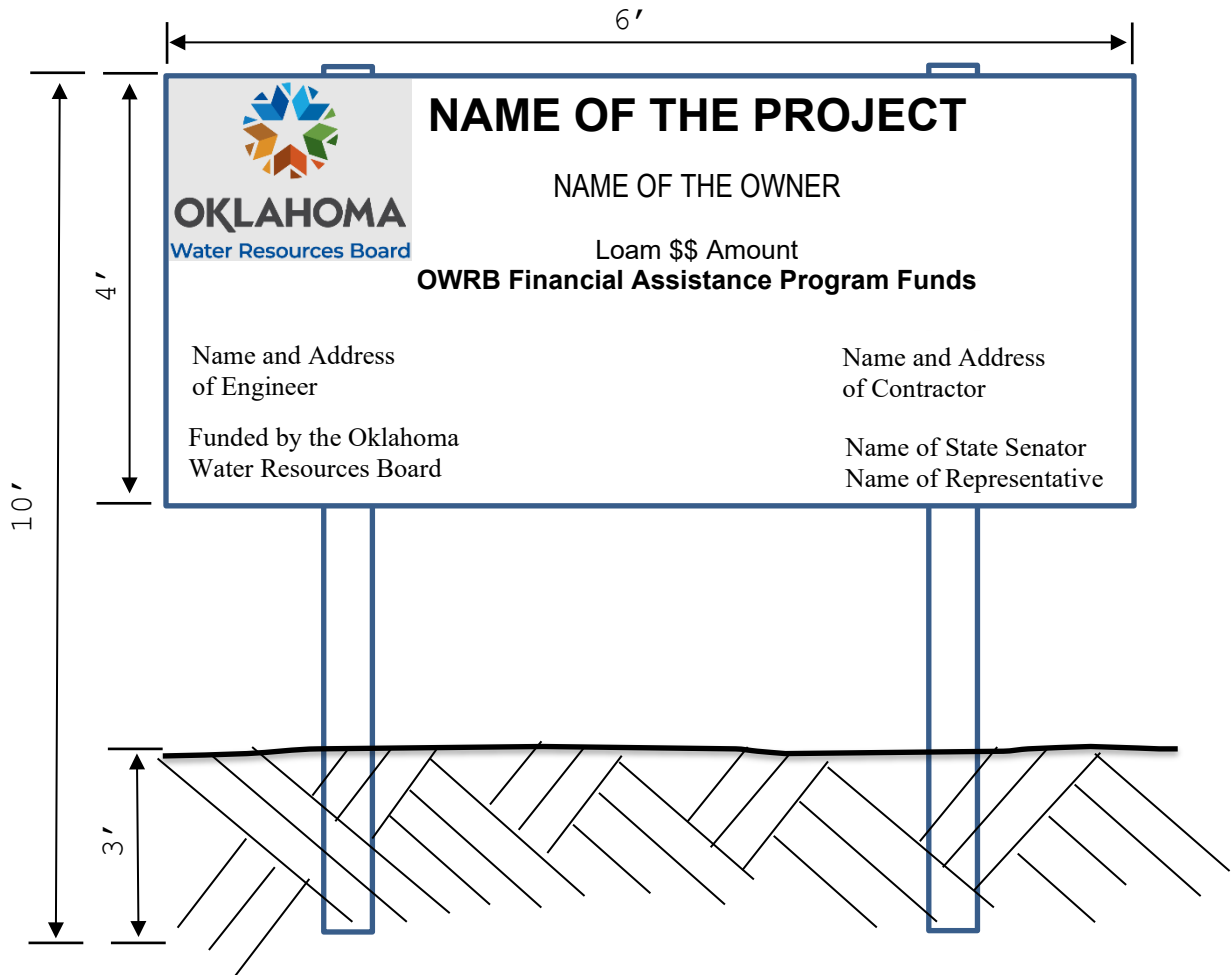 6′
NAME OF THE PROJECT
OKLAHOMA
Water Resources Board
NAME OF THE OWNER
Loam $$ Amount
OWRB Financial Assistance Program Funds
4′
10′
Name and Address
of Engineer
Name and Address
of Contractor
Funded by the Oklahoma
Water Resources Board
Name of State Senator
Name of Representative
3′